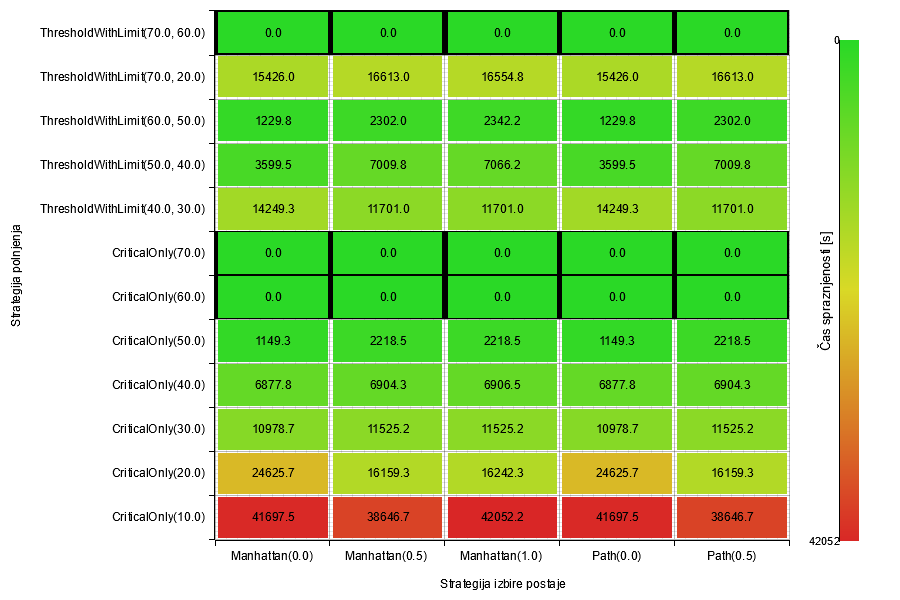 ThresholdWithLimit(70.0, 60.0) 0.0 0.0 0.0 0.0 0.0
ThresholdWithLimit(70.0, 20.0) 15426.0 16613.0 16554.8 15426.0 16613.0
ThresholdWithLimit(60.0, 50.0) 1229.8 2302.0 2342.2 1229.8 2302.0
ThresholdWithLimit(50.0, 40.0) 3599.5 7009.8 7066.2 3599.5 7009.8
ThresholdWithLimit(40.0, 30.0) 14249.3 11701.0 11701.0 14249.3 11701.0
CriticalOnly(70.0) 0.0 0.0 0.0 0.0 0.0
CriticalOnly(60.0) 0.0 0.0 0.0 0.0 0.0
CriticalOnly(50.0) 1149.3 2218.5 2218.5 1149.3 2218.5
CriticalOnly(40.0) 6877.8 6904.3 6906.5 6877.8 6904.3
CriticalOnly(30.0) 10978.7 11525.2 11525.2 10978.7 11525.2
CriticalOnly(20.0) 24625.7 16159.3 16242.3 24625.7 16159.3
CriticalOnly(10.0) 41697.5 38646.7 42052.2 41697.5 38646.7
Manhattan(0.0) Manhattan(0.5) Manhattan(1.0) Path(0.0) Path(0.5)
Strategija izbire postaje
Strategija polnjenja
0
Čas spraznjenosti [s]
42052